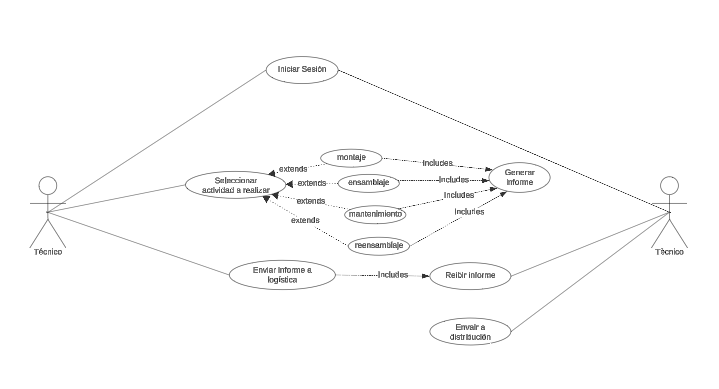 Iniciar Sesión
montaje
includes
Generar
informe
extends
Seleccionar
actividad a realizar
extends
ensamblaje
includes
extends
mantenimiento
includes
extends
reensamblaje
includes
Técnico
Técnico
Enviar informe a
logística
includes
Reibir informe
Envair a
distribución